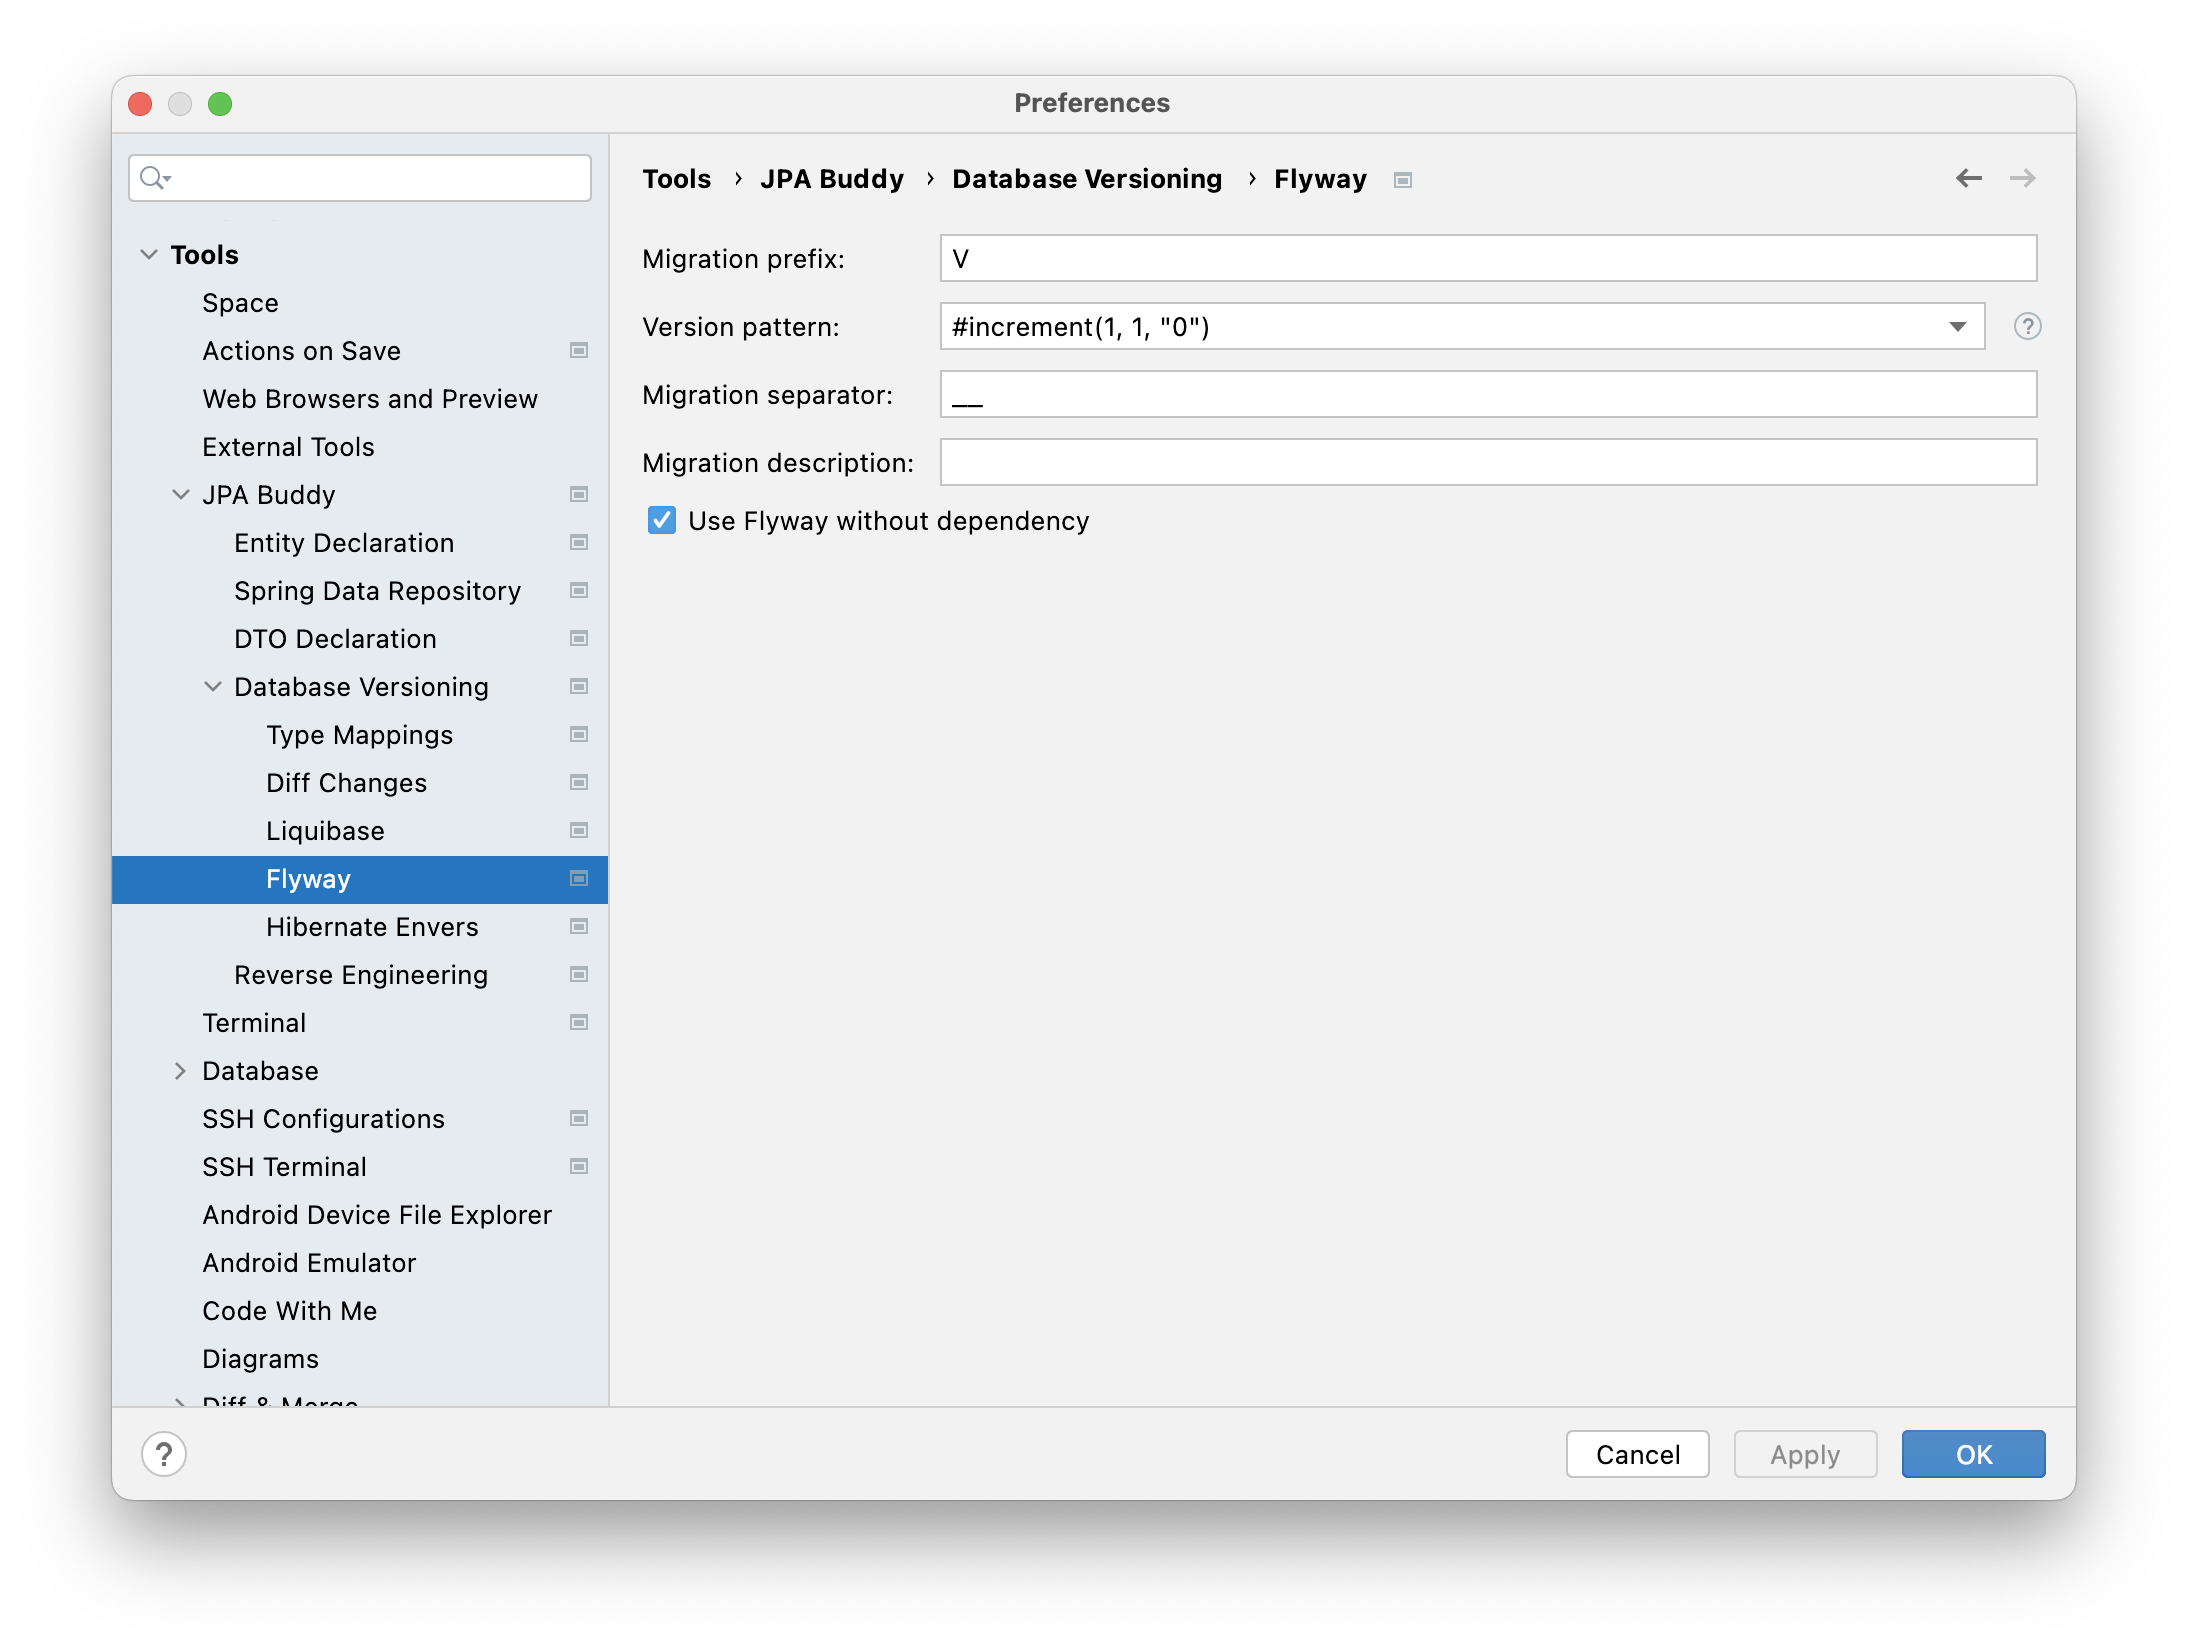 Preferences
Tools › JPA Buddy › Database Versioning › Flyway
Tools
Space
Actions on Save
Web Browsers and Preview
External Tools
JPA Buddy
Entity Declaration
Spring Data Repository
DTO Declaration
Database Versioning
Type Mappings
Diff Changes
Liquibase
Flyway
Hibernate Envers
Reverse Engineering
Terminal
Database
SSH Configurations
SSH Terminal
Android Device File Explorer
Android Emulator
Code With Me
Diagrams
Diff & Merge
Migration prefix: V
Version pattern: #increment(1, 1, "0") ?
Migration separator: __
Migration description:
Use Flyway without dependency
? Cancel Apply OK